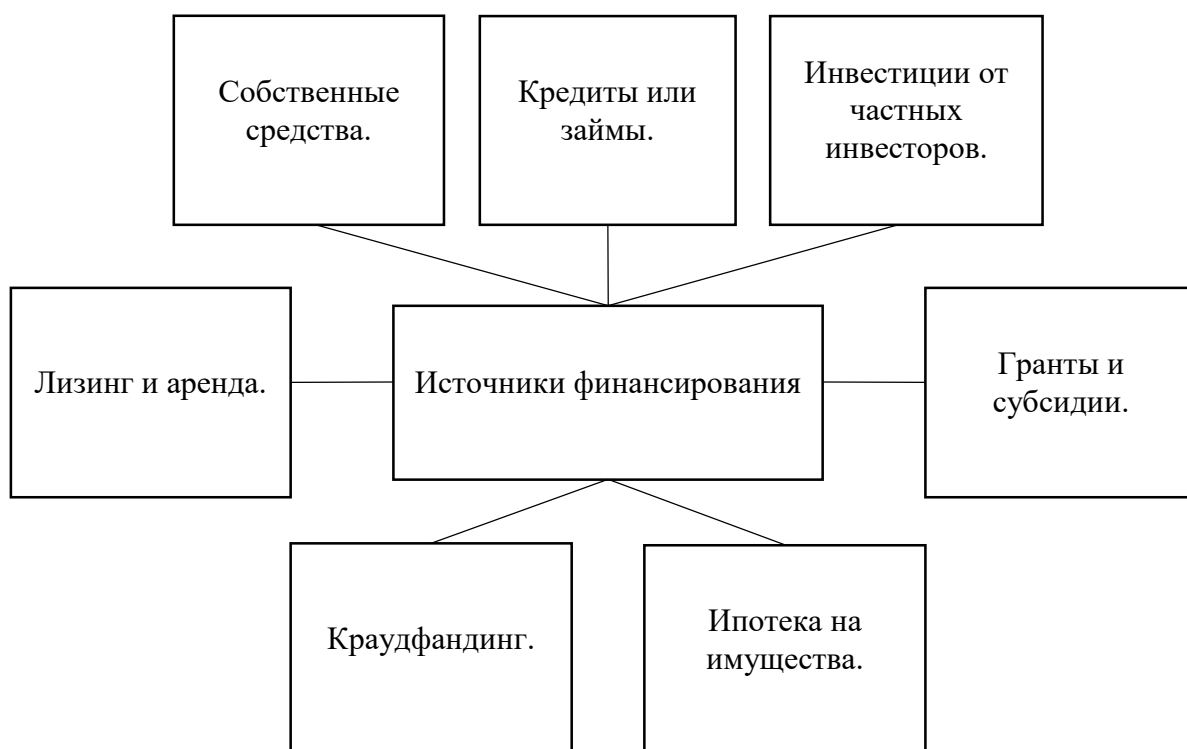 Собственные
средства.
Кредиты или
займы.
Инвестиции от
частных
инвесторов.
Лизинг и аренда.
Источники финансирования
Гранты и
субсидии.
Краудфандинг.
Ипотека на
имущества.